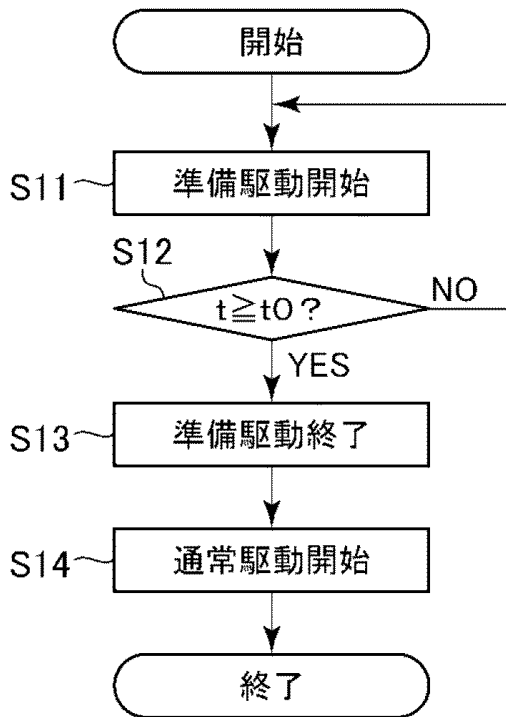 開始
S11
準備駆動開始
S12
t≧t0?
NO
YES
S13
準備駆動終了
S14
通常駆動開始
終了